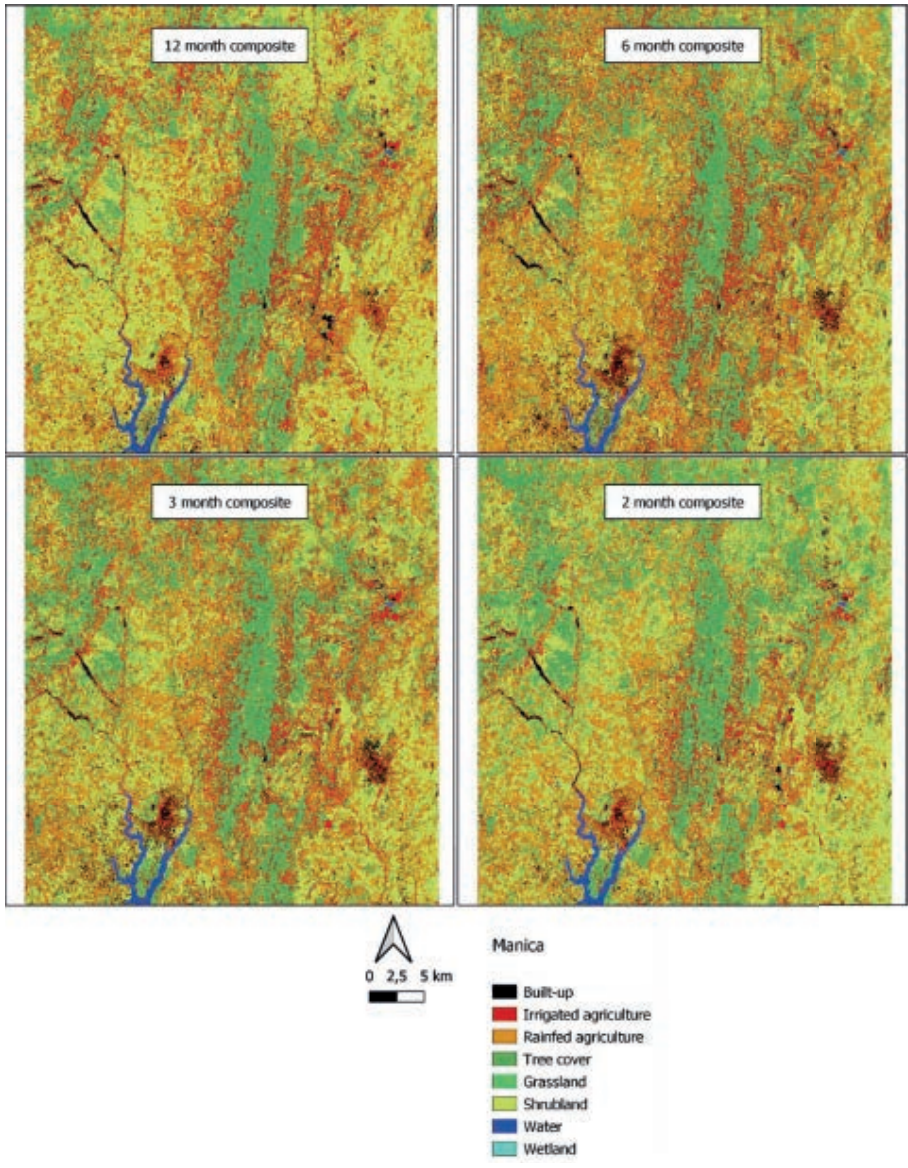 12 month composite
6 month composite
3 month composite
2 month composite
0 2,5 5 km
Manica
Built-up
Irrigated agriculture
Rainfed agriculture
Tree cover
Grassland
Shrubland
Water
Wetland